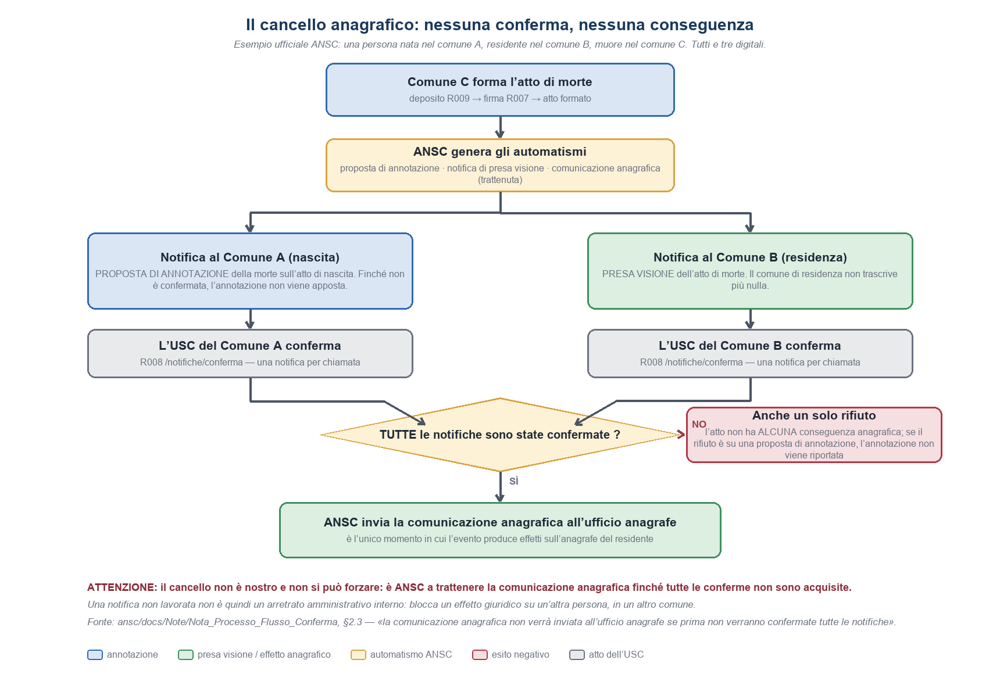 Il cancello anagrafico: nessuna conferma, nessuna conseguenza
Esempio ufficiale ANSC: una persona nata nel comune A, residente nel comune B, muore nel comune C. Tutti e tre digitali.
Comune C forma l’atto di morte
deposito R009 → firma R007 → atto formato
ANSC genera gli automatismi
proposta di annotazione · notifica di presa visione · comunicazione anagrafica
(trattenuta)
Notifica al Comune A (nascita)
PROPOSTA DI ANNOTAZIONE della morte sull’atto di nascita. Finché non
è confermata, l’annotazione non viene apposta.
Notifica al Comune B (residenza)
PRESA VISIONE dell’atto di morte. Il comune di residenza non trascrive
più nulla.
L’USC del Comune A conferma
R008 /notifiche/conferma — una notifica per chiamata
L’USC del Comune B conferma
R008 /notifiche/conferma — una notifica per chiamata
TUTTE le notifiche sono state confermate ?
NO
Anche un solo rifiuto
l’atto non ha ALCUNA conseguenza anagrafica; se il
rifiuto è su una proposta di annotazione, l’annotazione non
viene riportata
SÌ
ANSC invia la comunicazione anagrafica all’ufficio anagrafe
è l’unico momento in cui l’evento produce effetti sull’anagrafe del residente
ATTENZIONE: il cancello non è nostro e non si può forzare: è ANSC a trattenere la comunicazione anagrafica finché tutte le conferme non sono acquisite.
Una notifica non lavorata non è quindi un arretrato amministrativo interno: blocca un effetto giuridico su un’altra persona, in un altro comune.
Fonte: ansc/docs/Note/Nota_Processo_Flusso_Conferma, §2.3 — «la comunicazione anagrafica non verrà inviata all’ufficio anagrafe se prima non verranno confermate tutte le notifiche».
annotazione
presa visione / effetto anagrafico
automatismo ANSC
esito negativo
atto dell’USC